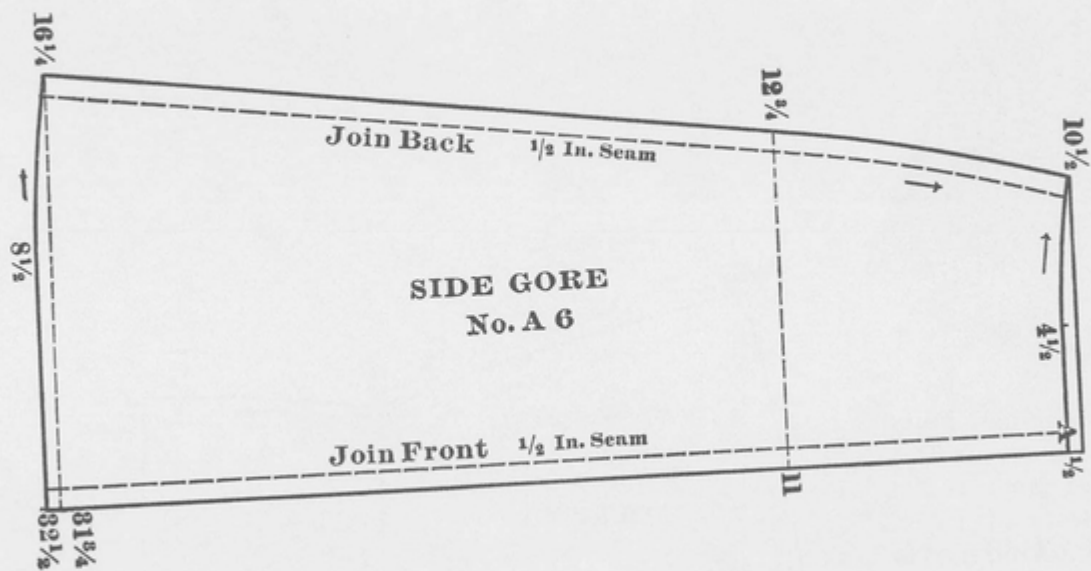 16¼
12¾
10½
Join Back ½ In. Seam
8½
SIDE GORE
No. A 6
4½
A
Join Front ½ In. Seam
½
11
31¾
32½